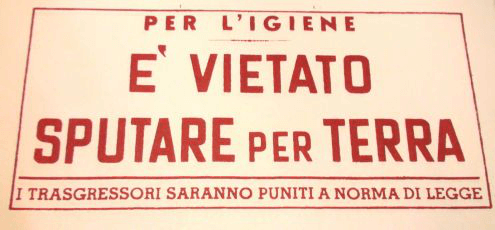 PER L'IGIENE
E' VIETATO
SPUTARE PER TERRA
I TRASGRESSORI SARANNO PUNITI A NORMA DI LEGGE